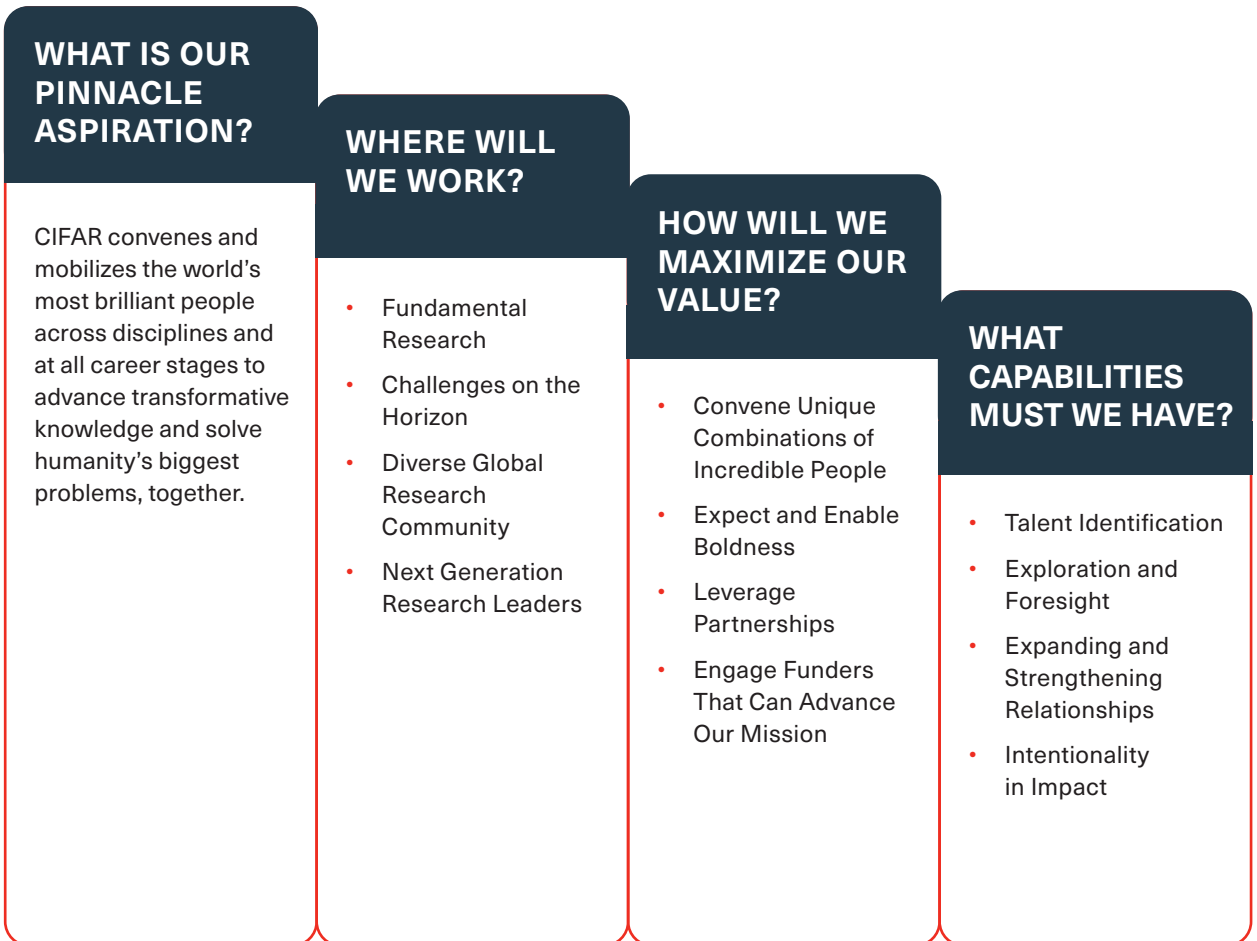 WHAT IS OUR
PINNACLE
ASPIRATION?
CIFAR convenes and
mobilizes the world's
most brilliant people
across disciplines and
at all career stages to
advance transformative
knowledge and solve
humanity's biggest
problems, together.
WHERE WILL
WE WORK?
• Fundamental
Research
• Challenges on the
Horizon
• Diverse Global
Research
Community
• Next Generation
Research Leaders
HOW WILL WE
MAXIMIZE OUR
VALUE?
• Convene Unique
Combinations of
Incredible People
• Expect and Enable
Boldness
• Leverage
Partnerships
• Engage Funders
That Can Advance
Our Mission
WHAT
CAPABILITIES
MUST WE HAVE?
• Talent Identification
• Exploration and
Foresight
• Expanding and
Strengthening
Relationships
• Intentionality
in Impact